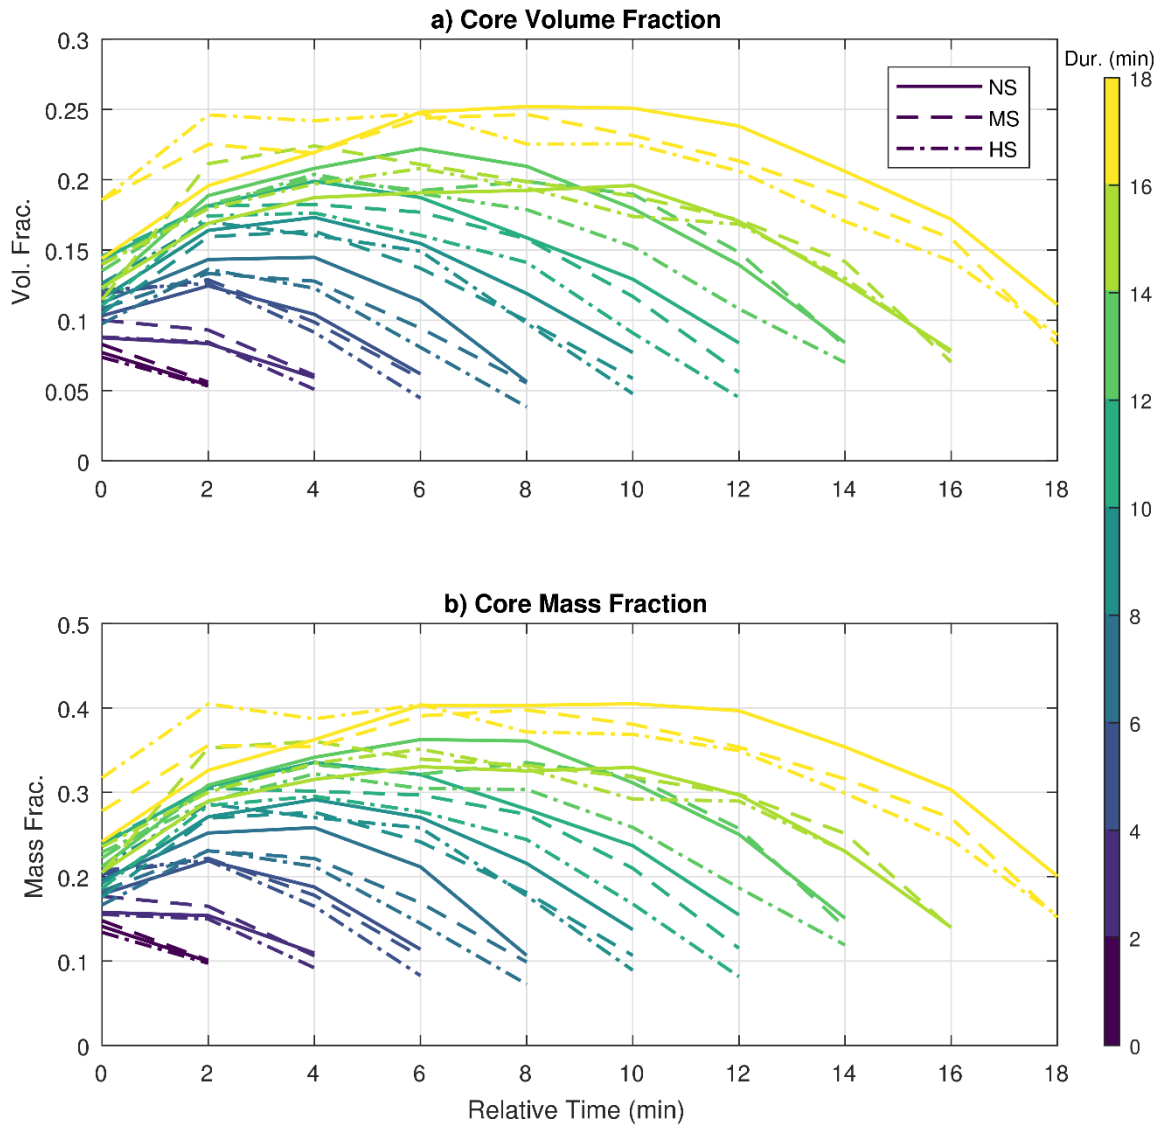 a) Core Volume Fraction
Dur. (min)
Vol. Frac.
0.3
0.25
0.2
0.15
0.1
0.05
0
0 2 4 6 8 10 12 14 16 18
NS
MS
HS
18
16
14
12
10
8
6
4
2
0
b) Core Mass Fraction
Mass Frac.
0.5
0.4
0.3
0.2
0.1
0
0 2 4 6 8 10 12 14 16 18
Relative Time (min)